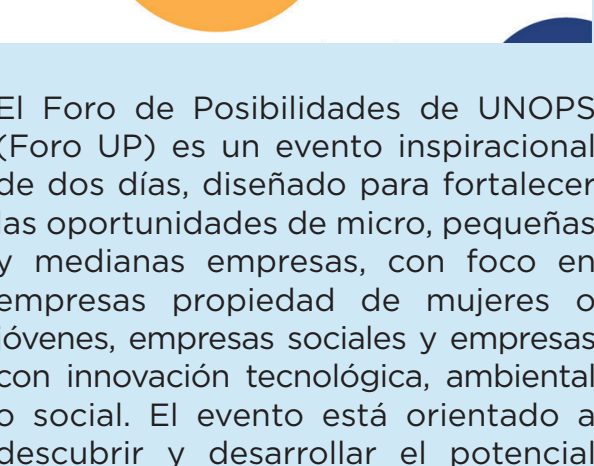 El Foro de Posibilidades de UNOPS
(Foro UP) es un evento inspiracional
de dos días, diseñado para fortalecer
las oportunidades de micro, pequeñas
y medianas empresas, con foco en
empresas propiedad de mujeres o
jóvenes, empresas sociales y empresas
con innovación tecnológica, ambiental
o social. El evento está orientado a
descubrir y desarrollar el potencial